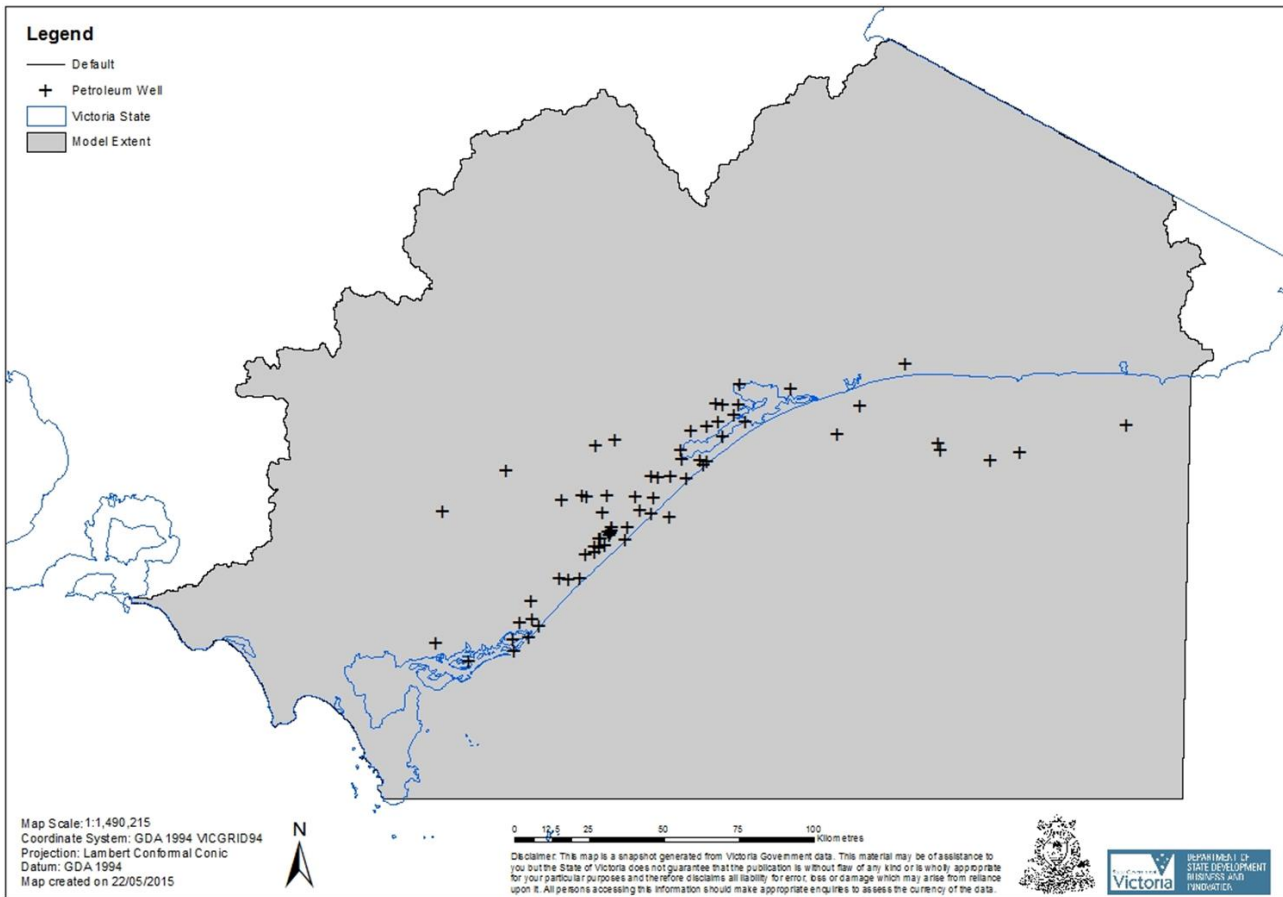 Legend
Default
Petroleum Well
Victoria State
Model Extent
Map Scale: 1:1,490,215
Coordinate System: GDA 1994 VICGRID94
Projection: Lambert Conformal Conic
Datum: GDA 1994
Map created on 22/05/2015
N
0 12.5 25 50 75 100
Kilometres
Disclaimer: This map is a snapshot generated from Victoria Government data. This material may be of assistance to
you but the State of Victoria does not guarantee that the publication is without flaw of any kind or is wholly appropriate
for your particular purposes and therefore disclaims all liability for error, loss or damage which may arise from reliance
upon it. All persons accessing this information should make appropriate enquiries to assess the currency of the data.
Victoria
DEPARTMENT OF
STATE DEVELOPMENT
BUSINESS AND
INNOVATION